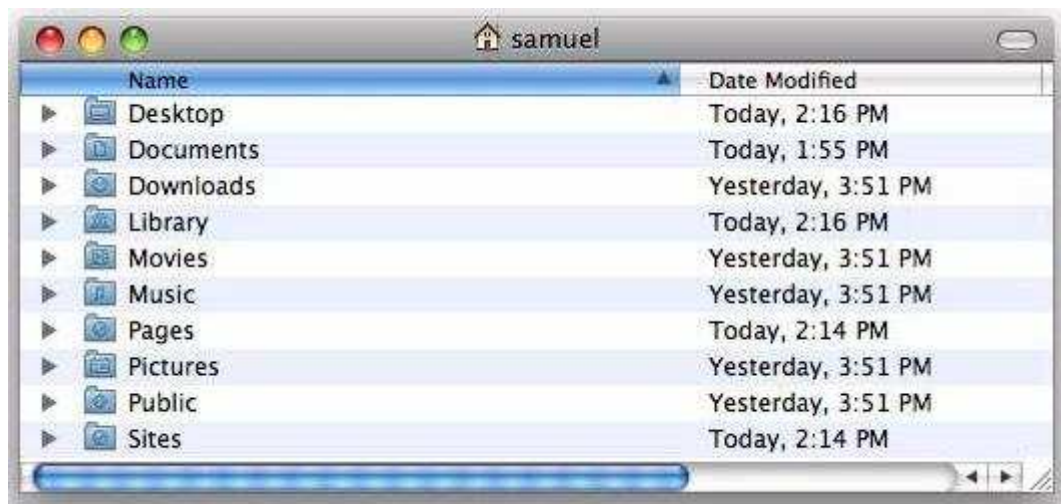 samuel
Name Date Modified
Desktop Today, 2:16 PM
Documents Today, 1:55 PM
Downloads Yesterday, 3:51 PM
Library Today, 2:16 PM
Movies Yesterday, 3:51 PM
Music Yesterday, 3:51 PM
Pages Today, 2:14 PM
Pictures Yesterday, 3:51 PM
Public Yesterday, 3:51 PM
Sites Today, 2:14 PM